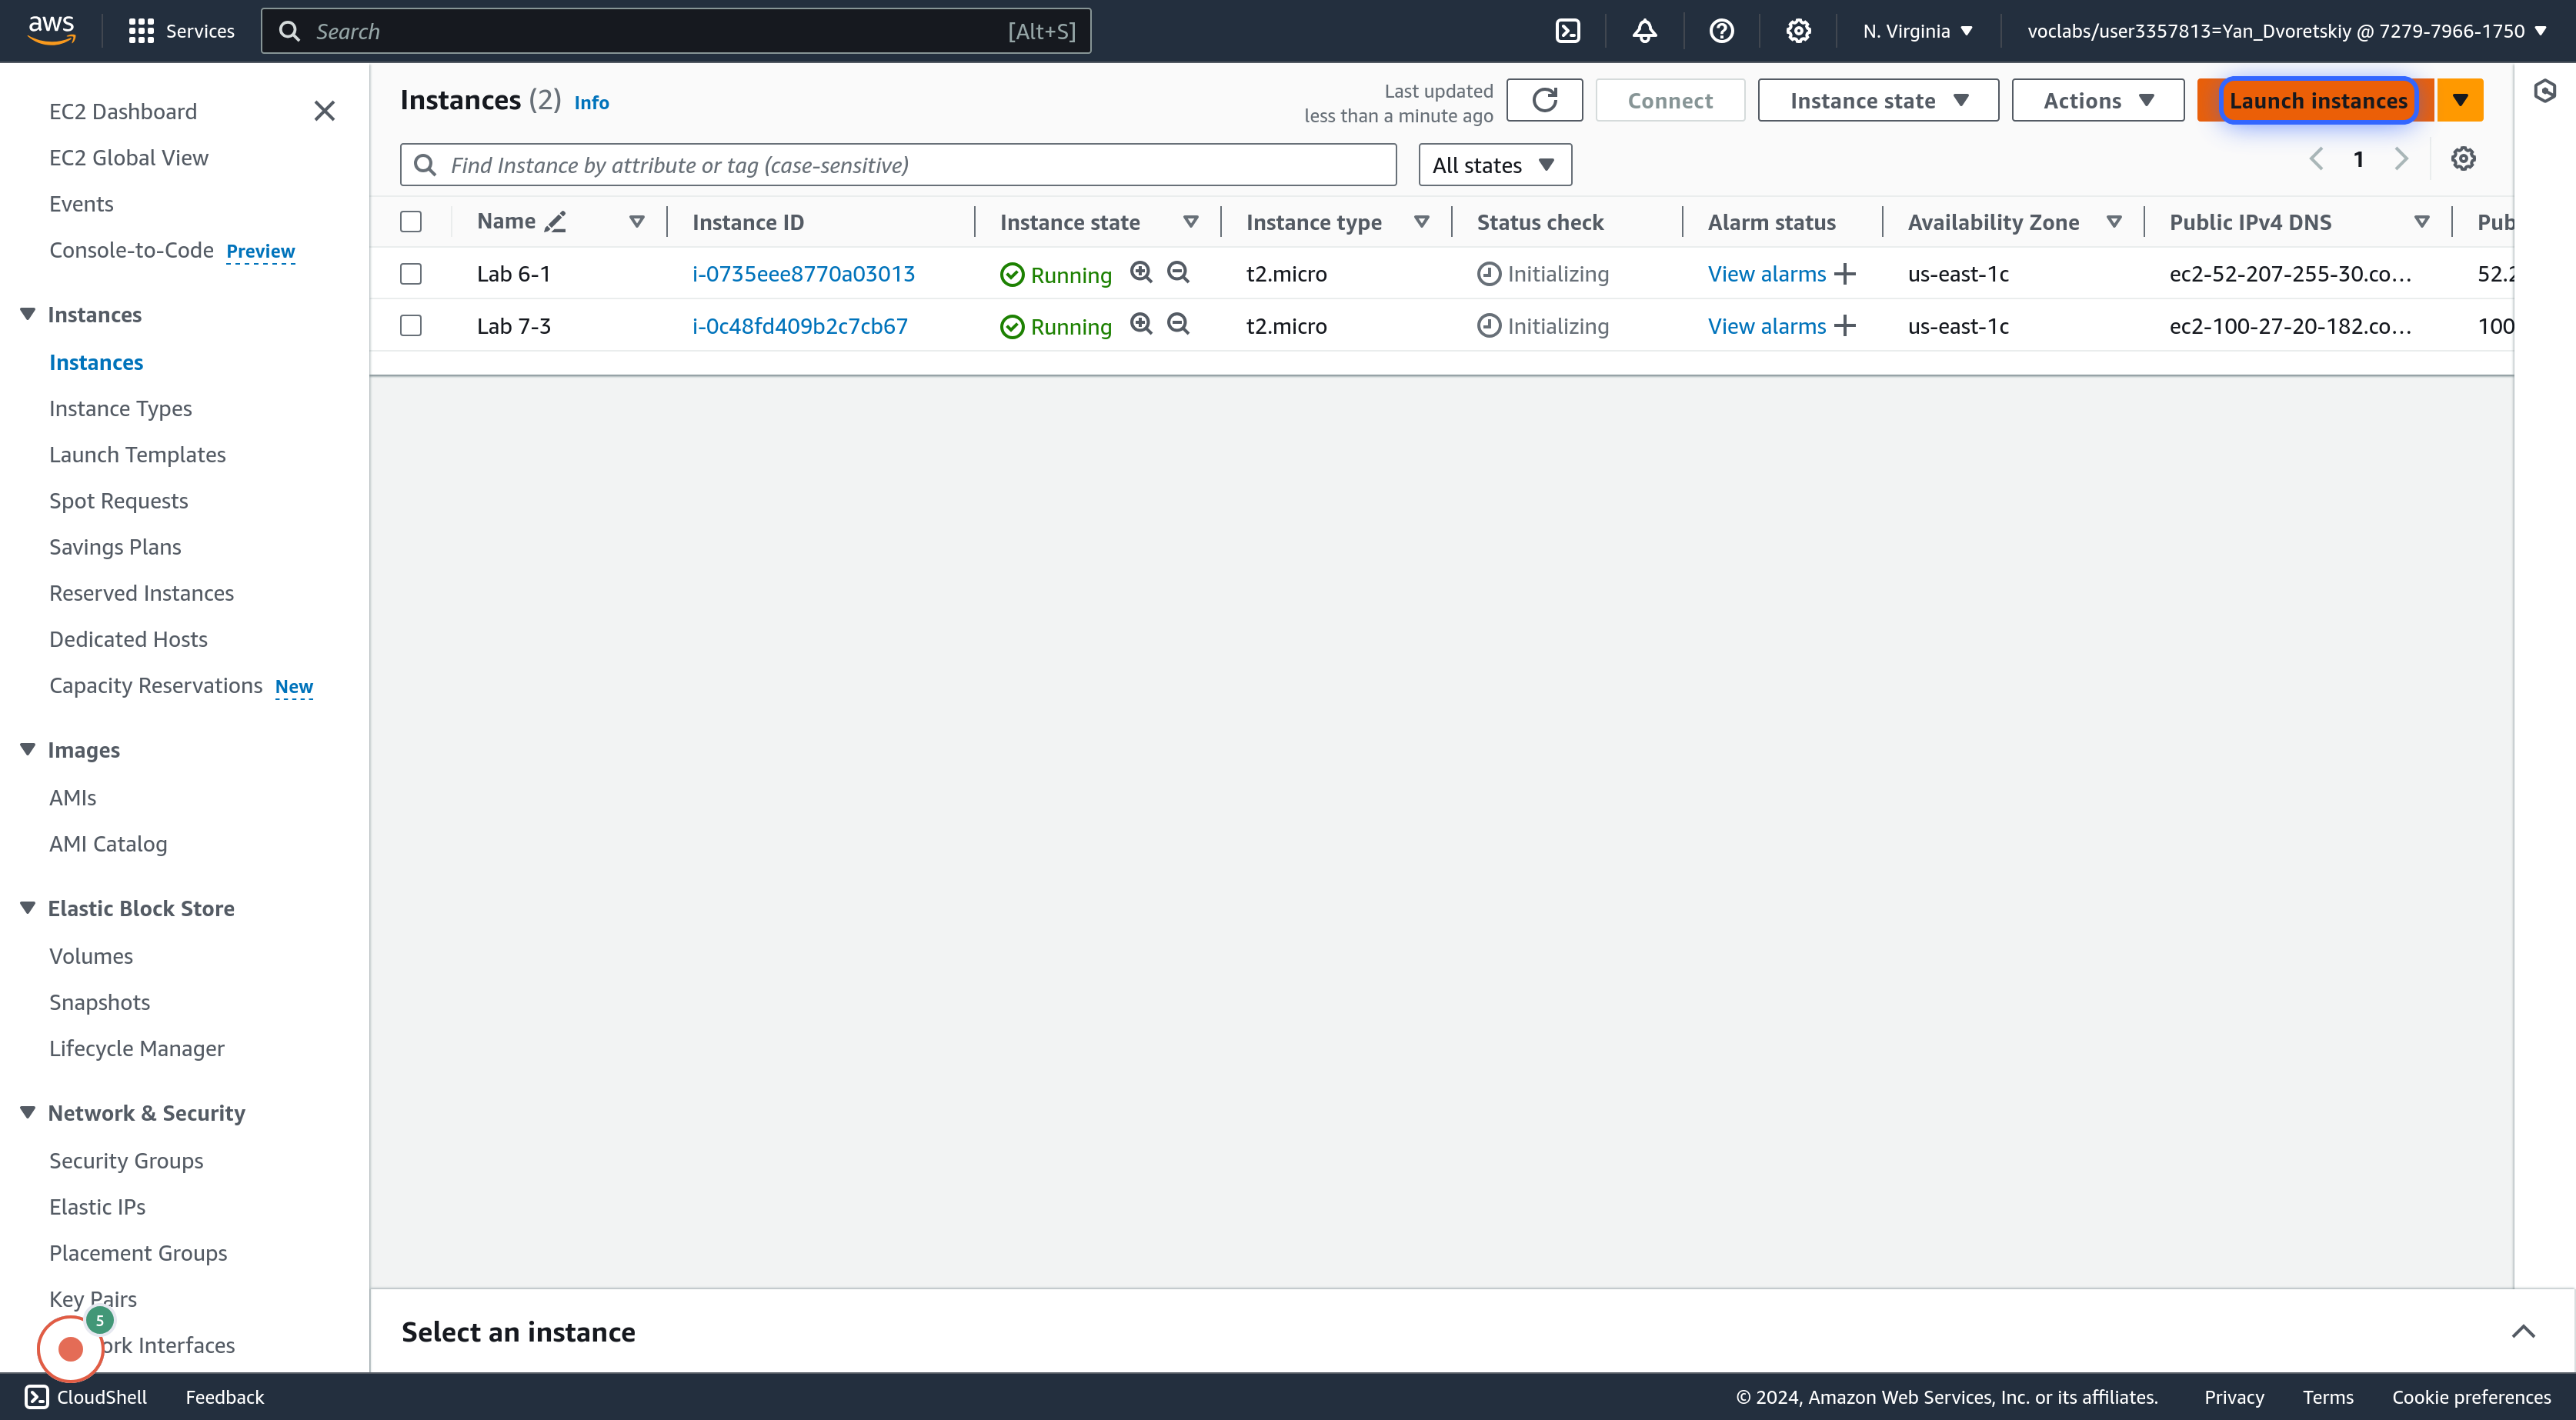 aws
Services
Search
[Alt+S]
N. Virginia
voclabs/user3357813=Yan_Dvoretskiy @ 7279-7966-1750
EC2 Dashboard
EC2 Global View
Events
Console-to-Code Preview
Instances
Instances
Instance Types
Launch Templates
Spot Requests
Savings Plans
Reserved Instances
Dedicated Hosts
Capacity Reservations New
Images
AMIs
AMI Catalog
Elastic Block Store
Volumes
Snapshots
Lifecycle Manager
Network & Security
Security Groups
Elastic IPs
Placement Groups
Key Pairs
5
ork Interfaces
Instances (2) Info
Last updated
less than a minute ago
Connect
Instance state
Actions
Launch instances
Find Instance by attribute or tag (case-sensitive)
All states
1
Name Instance ID Instance state Instance type Status check Alarm status Availability Zone Public IPv4 DNS Pub
Lab 6-1 i-0735eee8770a03013 Running t2.micro Initializing View alarms us-east-1c ec2-52-207-255-30.co... 52.2
Lab 7-3 i-0c48fd409b2c7cb67 Running t2.micro Initializing View alarms us-east-1c ec2-100-27-20-182.co... 100
Select an instance
CloudShell Feedback
© 2024, Amazon Web Services, Inc. or its affiliates. Privacy Terms Cookie preferences